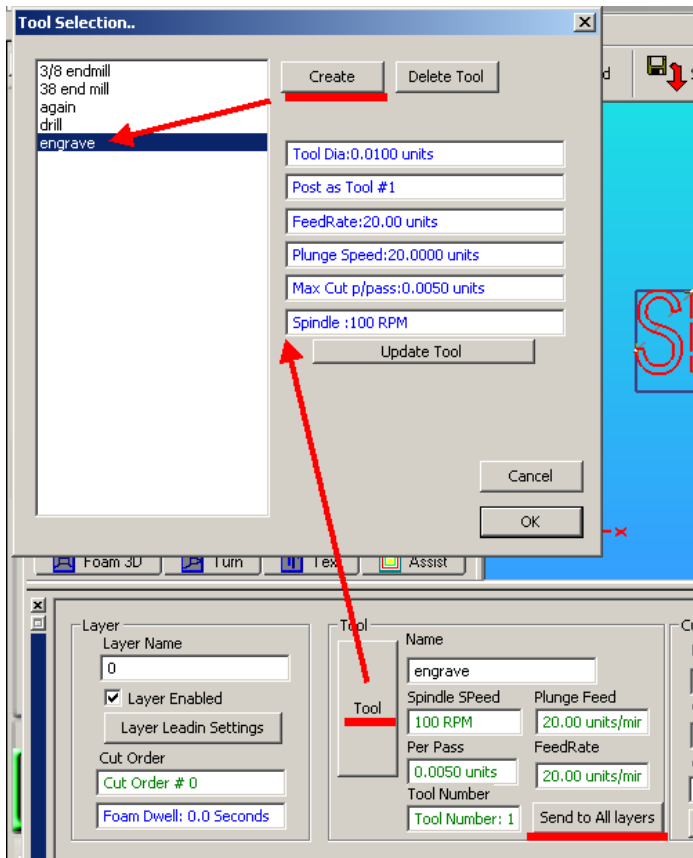 Tool Selection..
3/8 endmill
38 end mill
again
drill
engrave
Create
Delete Tool
Tool Dia:0.0100 units
Post as Tool #1
FeedRate:20.00 units
Plunge Speed:20.0000 units
Max Cut p/pass:0.0050 units
Spindle :100 RPM
Update Tool
Cancel
OK
x
Foam 3D
Turn
Text
Assist
Layer
Layer Name
0
Layer Enabled
Layer Leadin Settings
Cut Order
Cut Order # 0
Foam Dwell: 0.0 Seconds
Tool
Tool
Name
engrave
Spindle SPeed
Plunge Feed
100 RPM
20.00 units/mir
Per Pass
FeedRate
0.0050 units
20.00 units/mir
Tool Number
Tool Number: 1
Send to All layers